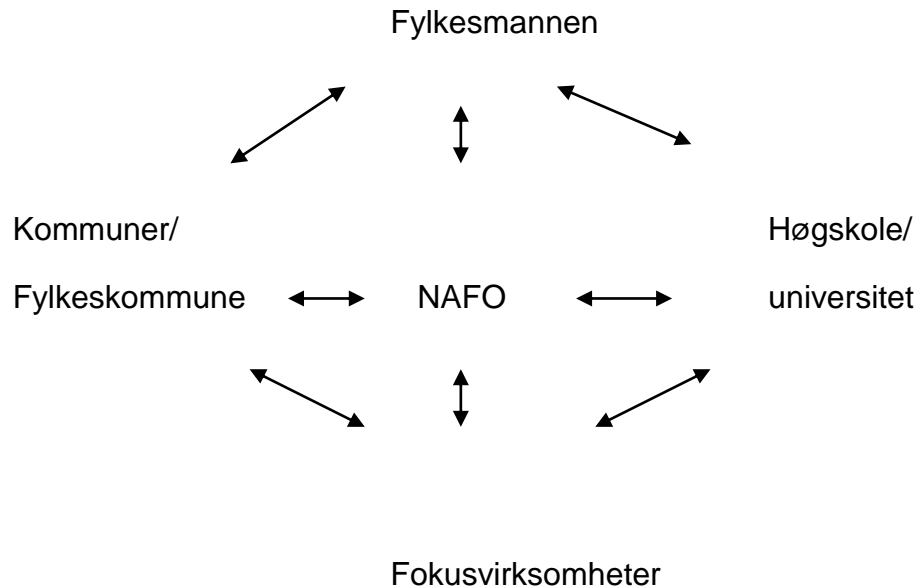 Fylkesmannen
Kommuner/
Fylkeskommune
NAFO
Høgskole/
universitet
Fokusvirksomheter